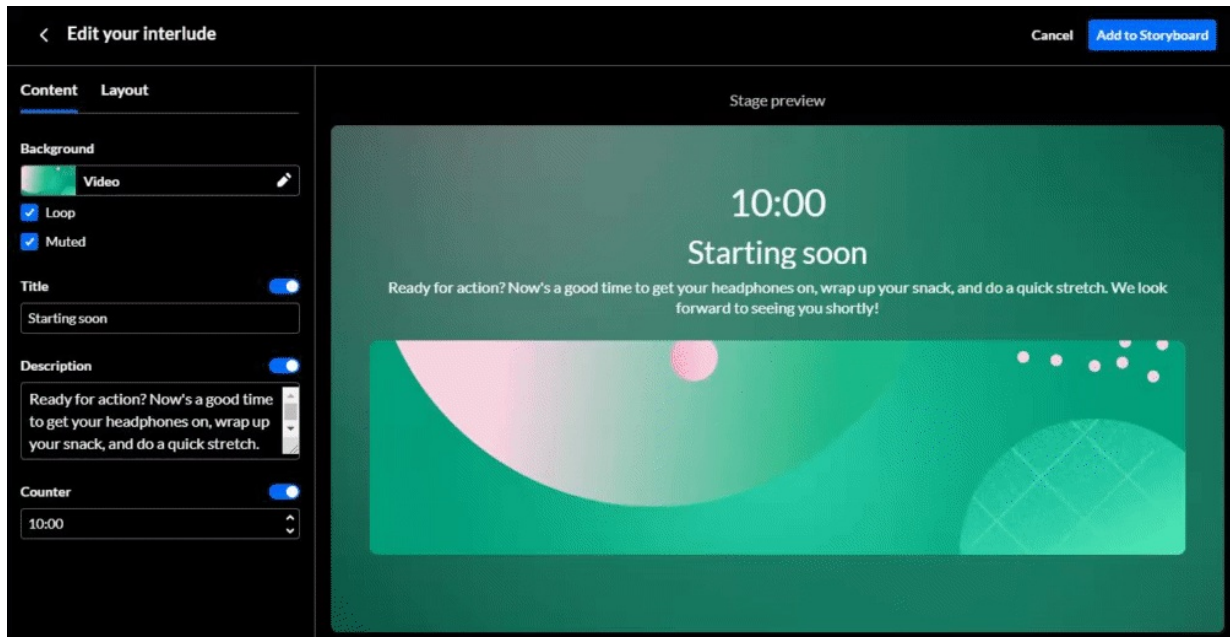 Edit your interlude
Cancel
Add to Storyboard
Content
Layout
Background
Video
Loop
Muted
Title
Starting soon
Description
Ready for action? Now's a good time
to get your headphones on, wrap up
your snack, and do a quick stretch.
Counter
10:00
Stage preview
10:00
Starting soon
Ready for action? Now's a good time to get your headphones on, wrap up your snack, and do a quick stretch. We look
forward to seeing you shortly!